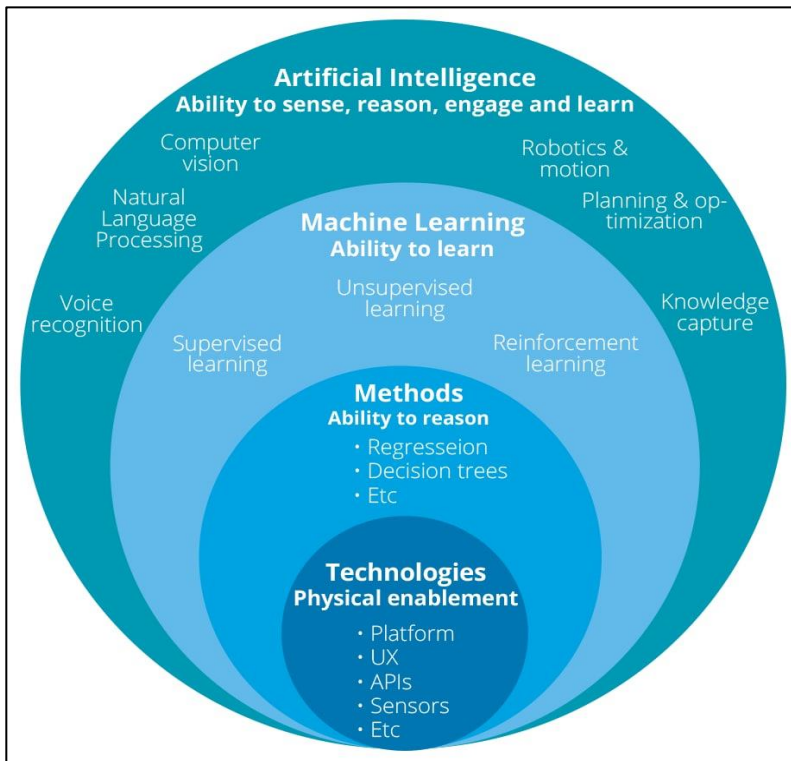 Artificial Intelligence
Ability to sense, reason, engage and learn
Computer
vision
Robotics &
motion
Natural
Language
Processing
Planning & op-
timization
Machine Learning
Ability to learn
Voice
recognition
Unsupervised
learning
Knowledge
capture
Supervised
learning
Reinforcement
learning
Methods
Ability to reason
· Regresseion
· Decision trees
· Etc
Technologies
Physical enablement
· Platform
· UX
· APIs
· Sensors
· Etc